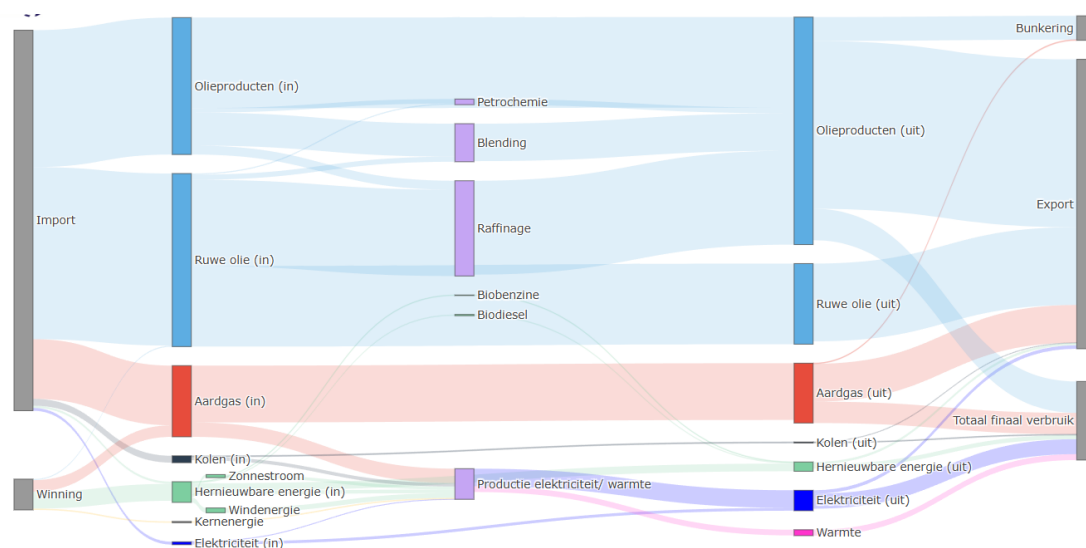 Import
Winning
Olieproducten (in)
Ruwe olie (in)
Aardgas (in)
Kolen (in)
Zonnestroom
Hernieuwbare energie (in)
Windenergie
Kernenergie
Elektriciteit (in)
Petrochemie
Blending
Raffinage
Biobenzine
Biodiesel
Productie elektriciteit/ warmte
Olieproducten (uit)
Ruwe olie (uit)
Aardgas (uit)
Kolen (uit)
Hernieuwbare energie (uit)
Elektriciteit (uit)
Warmte
Bunkering
Export
Totaal finaal verbruik